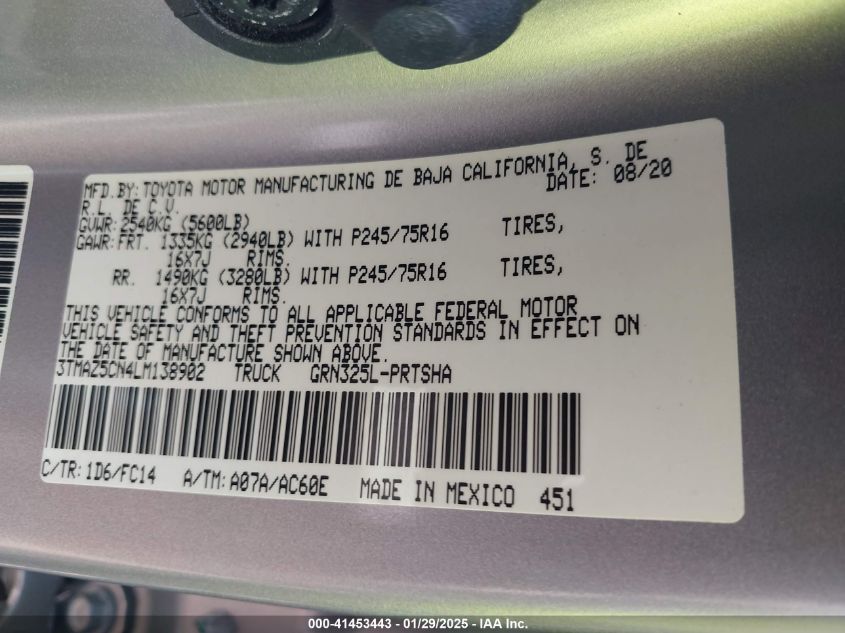 MFD.BY: TOYOTA MOTOR MANUFACTURING DE BAJA CALIFORNIA, S. DE
R.L. DE C.V. DATE: 08/20
GVWR: 2540KG (5600LB)
GAWR: FRT. 1335KG (2940LB) WITH P245/75R16 TIRES,
16X7J RIMS.
RR. 1490KG (3280LB) WITH P245/75R16 TIRES,
16X7J RIMS.
THIS VEHICLE CONFORMS TO ALL APPLICABLE FEDERAL MOTOR
VEHICLE SAFETY AND THEFT PREVENTION STANDARDS IN EFFECT ON
THE DATE OF MANUFACTURE SHOWN ABOVE.
3TMAZ5CN4LM138902 TRUCK GRN325L-PRTSHA
C/TR: 1D6/FC14 A/TM: A07A/AC60E MADE IN MEXICO 451
000-41453443 - 01/29/2025 - IAA Inc.